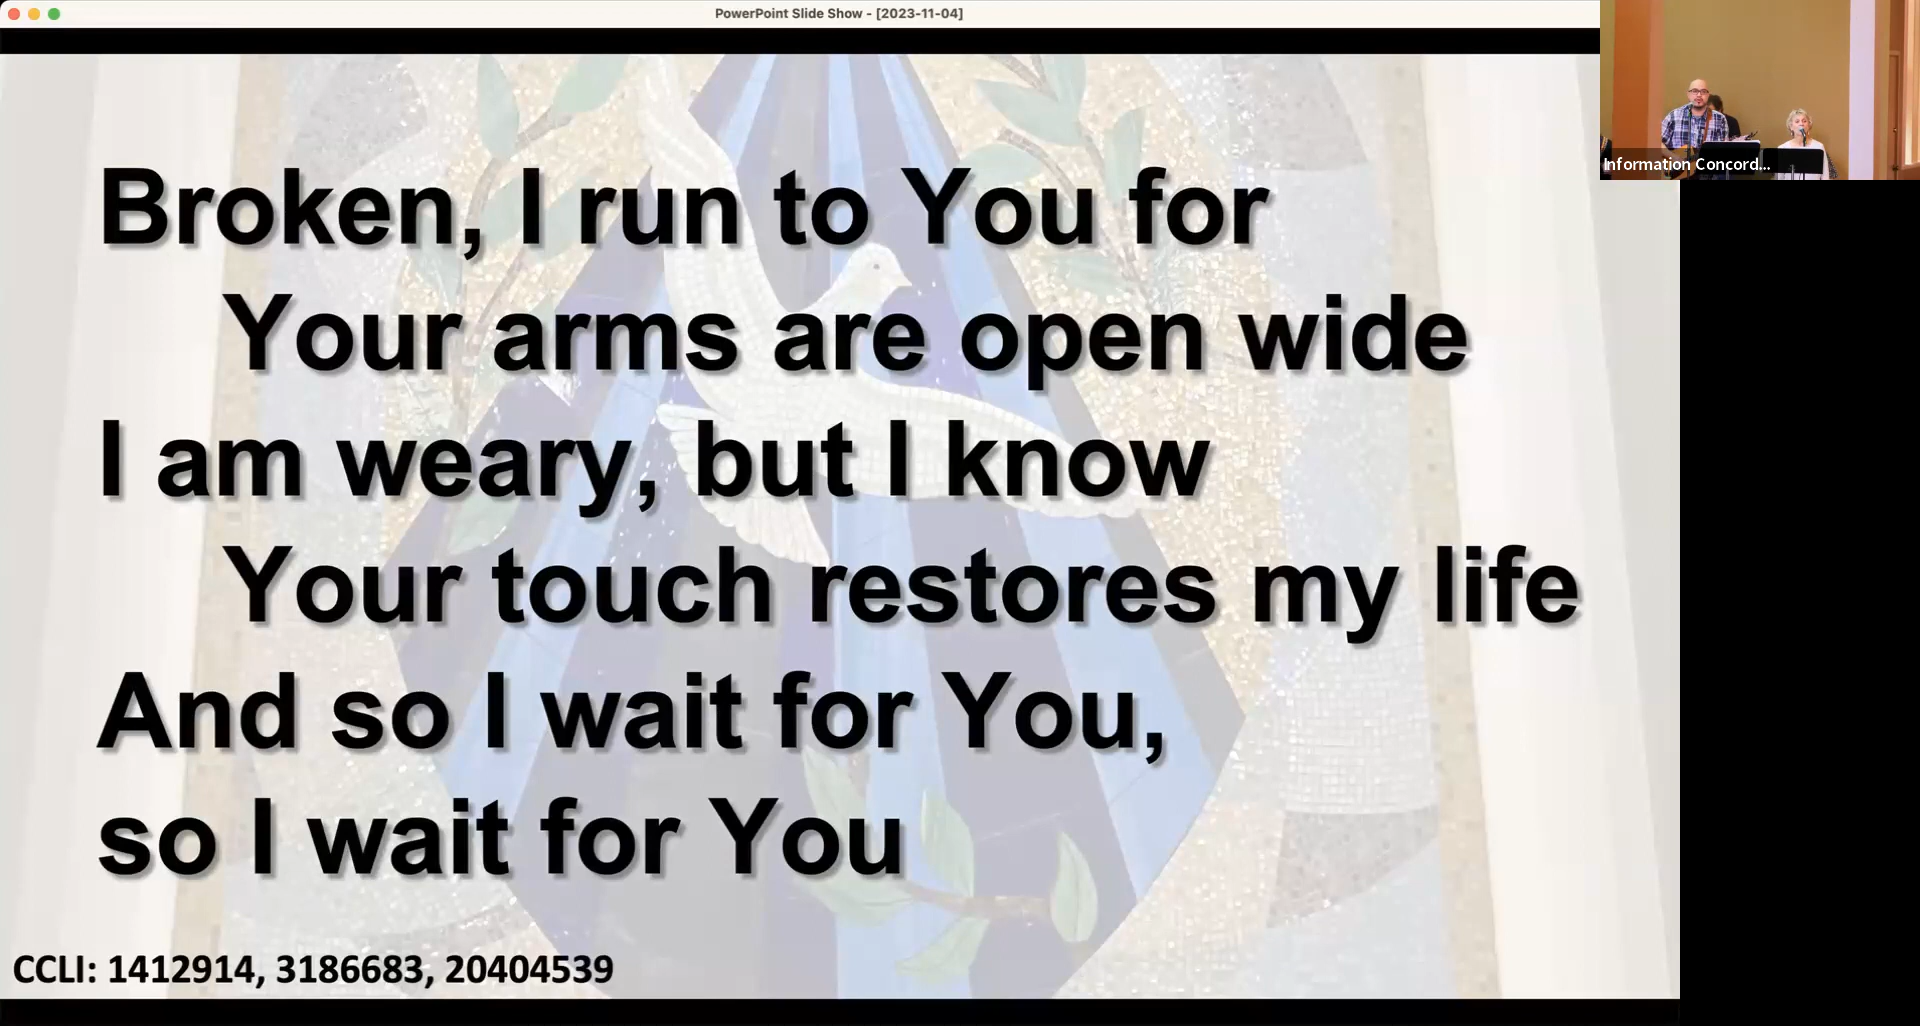 PowerPoint Slide Show - [2023-11-04]
Broken, I run to You for
Your arms are open wide
I am weary, but I know
Your touch restores my life
And so I wait for You,
so I wait for You
CCLI: 1412914, 3186683, 20404539
Information Concord...